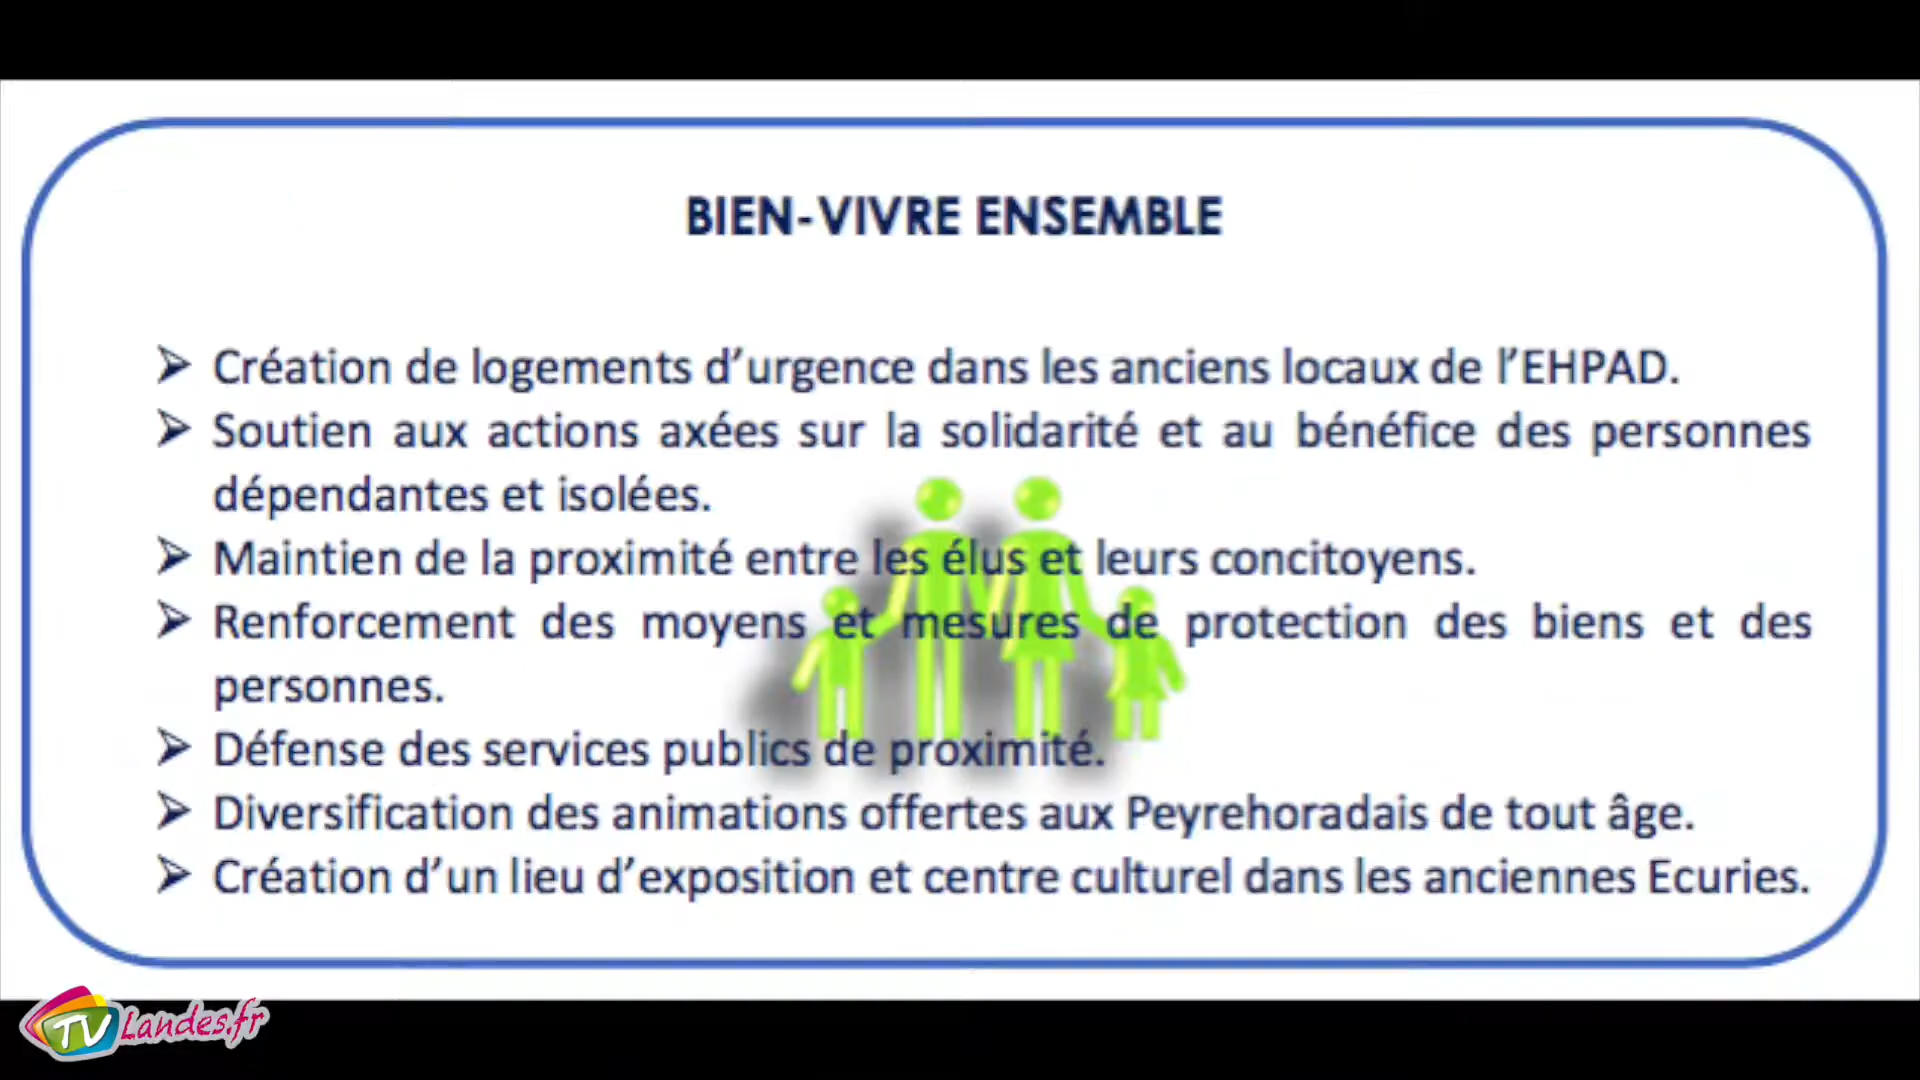 BIEN-VIVRE ENSEMBLE
➢ Création de logements d’urgence dans les anciens locaux de l’EHPAD.
➢ Soutien aux actions axées sur la solidarité et au bénéfice des personnes
dépendantes et isolées.
➢ Maintien de la proximité entre les élus et leurs concitoyens.
➢ Renforcement des moyens et mesures de protection des biens et des
personnes.
➢ Défense des services publics de proximité.
➢ Diversification des animations offertes aux Peyrehoradais de tout âge.
➢ Création d’un lieu d’exposition et centre culturel dans les anciennes Ecuries.
TV Landes.fr